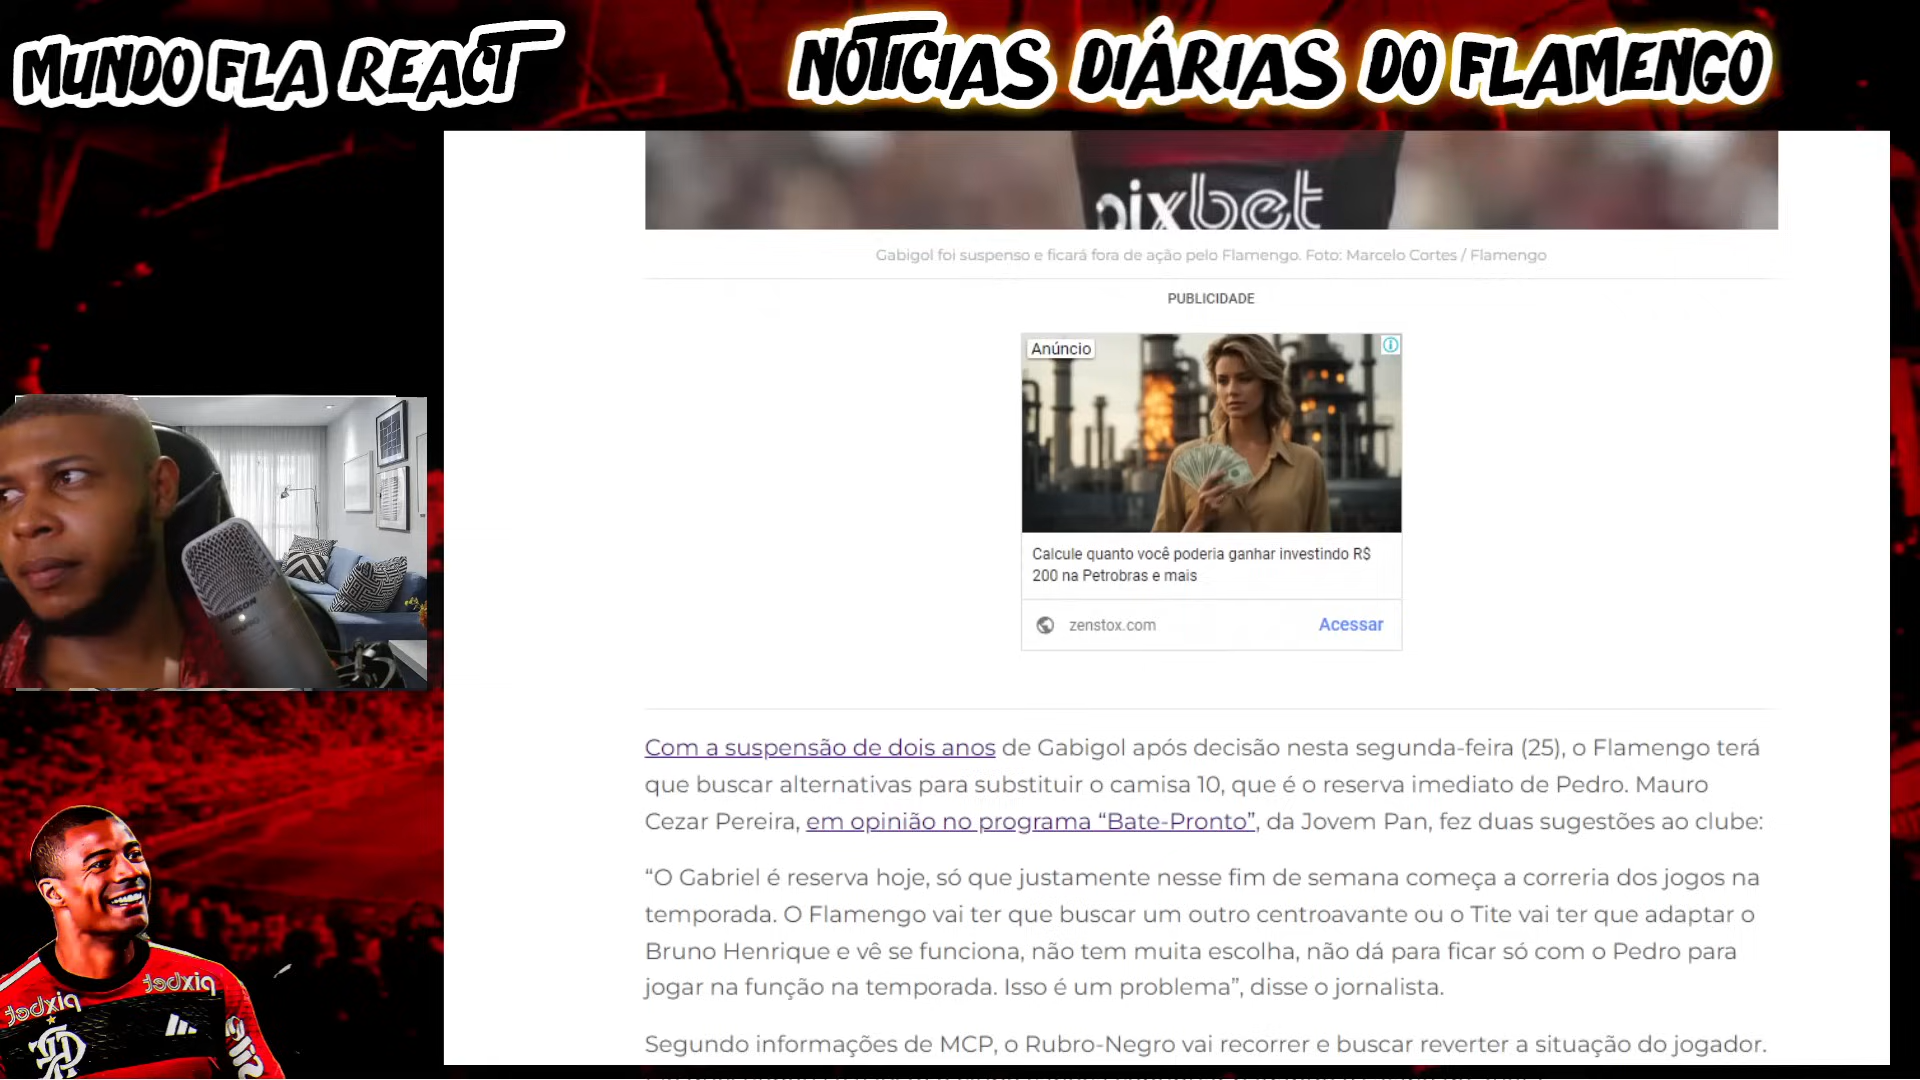 MUNDO FLA REACT
NOTICIAS DIÁRIAS DO FLAMENGO
pixbet
Gabigol foi suspenso e ficará fora de ação pelo Flamengo. Foto: Marcelo Cortes / Flamengo
PUBLICIDADE
Anúncio
Calcule quanto você poderia ganhar investindo R$
200 na Petrobras e mais
zenstox.com
Acessar
SAMSON
Com a suspensão de dois anos de Gabigol após decisão nesta segunda-feira (25), o Flamengo terá
que buscar alternativas para substituir o camisa 10, que é o reserva imediato de Pedro. Mauro
Cezar Pereira, em opinião no programa “Bate-Pronto”, da Jovem Pan, fez duas sugestões ao clube:
“O Gabriel é reserva hoje, só que justamente nesse fim de semana começa a correria dos jogos na
temporada. O Flamengo vai ter que buscar um outro centroavante ou o Tite vai ter que adaptar o
Bruno Henrique e vê se funciona, não tem muita escolha, não dá para ficar só com o Pedro para
jogar na função na temporada. Isso é um problema”, disse o jornalista.
Segundo informações de MCP, o Rubro-Negro vai recorrer e buscar reverter a situação do jogador.
pixbet
pixbet